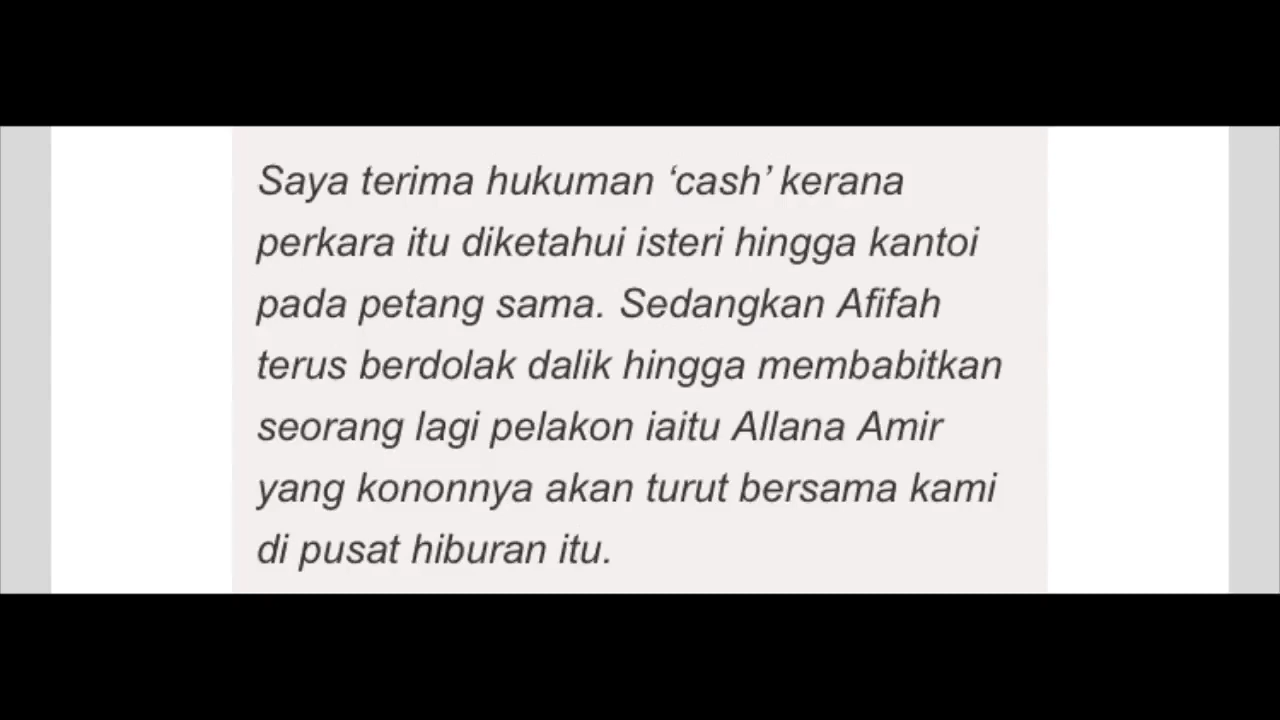 Saya terima hukuman ‘cash’ kerana
perkara itu diketahui isteri hingga kantoi
pada petang sama. Sedangkan Afifah
terus berdolak dalik hingga membabitkan
seorang lagi pelakon iaitu Allana Amir
yang kononnya akan turut bersama kami
di pusat hiburan itu.